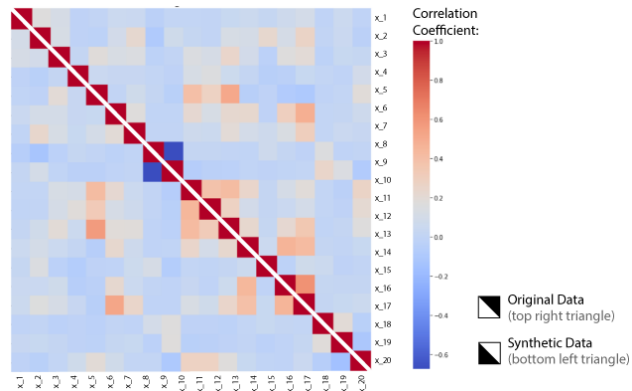 Correlation
Coefficient:
x_1
x_2
x_3
x_4
x_5
x_6
x_7
x_8
x_9
x_10
x_11
x_12
x_13
x_14
x_15
x_16
x_17
x_18
x_19
x_20
1.0
0.8
0.6
0.4
0.2
0.0
−0.2
−0.4
−0.6
Original Data
(top right triangle)
Synthetic Data
(bottom left triangle)
x_1
x_2
x_3
x_4
x_5
x_6
x_7
x_8
x_9
x_10
x_11
x_12
x_13
x_14
x_15
x_16
x_17
x_18
x_19
x_20